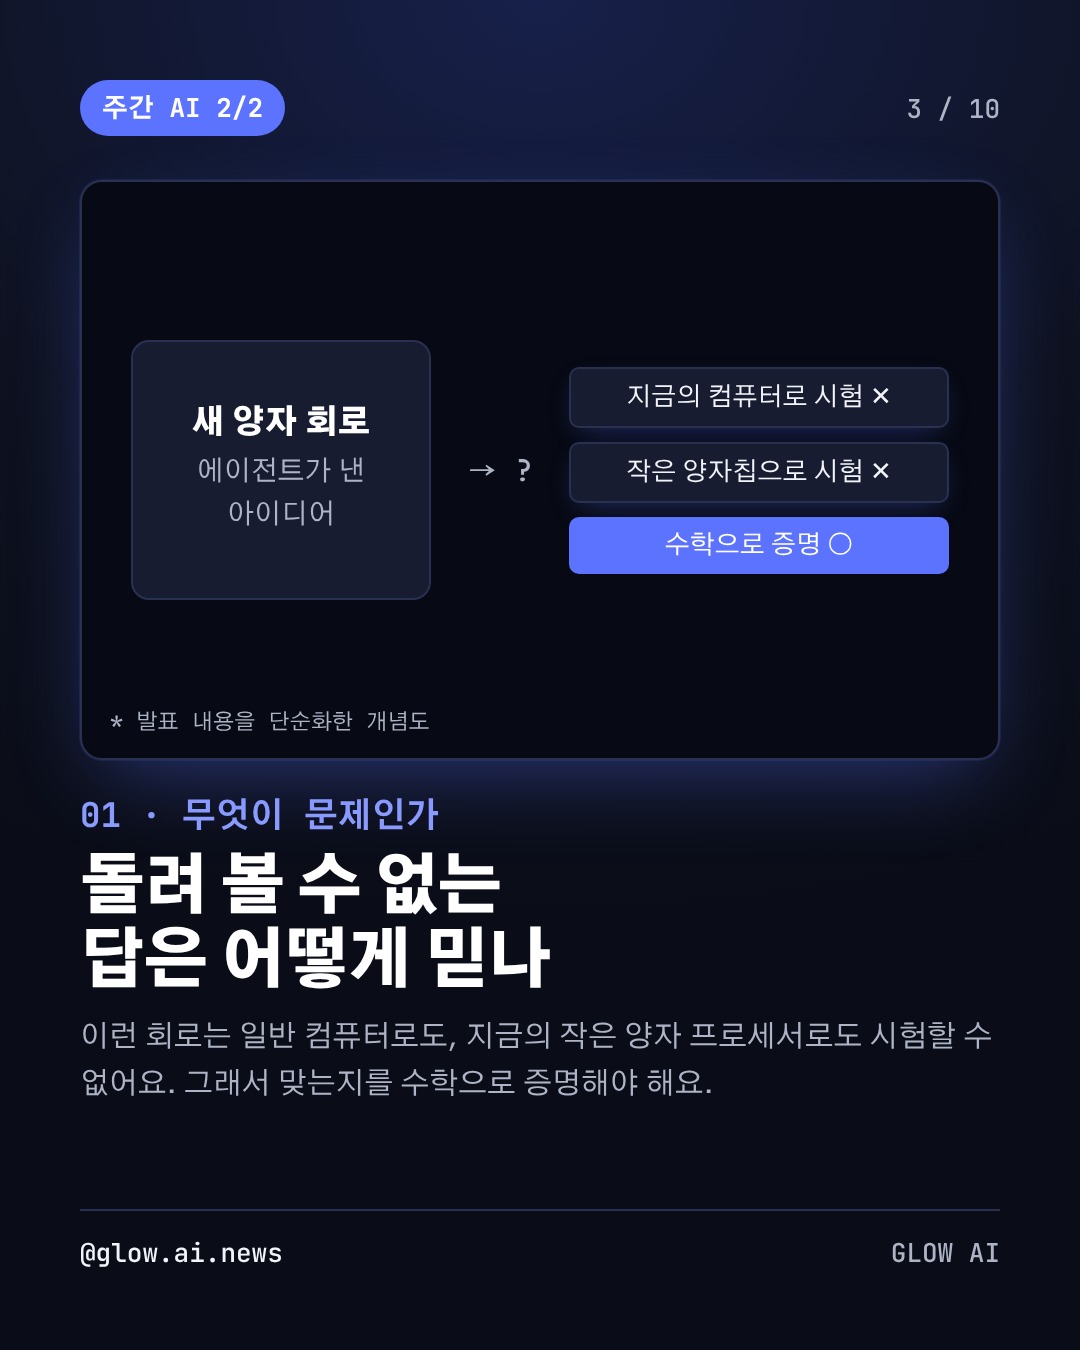 주간 AI 2/2
3 / 10
새 양자 회로
에이전트가 낸
아이디어
→ ?
지금의 컴퓨터로 시험 ✕
작은 양자칩으로 시험 ✕
수학으로 증명 ◯
* 발표 내용을 단순화한 개념도
01 · 무엇이 문제인가
돌려 볼 수 없는
답은 어떻게 믿나
이런 회로는 일반 컴퓨터로도, 지금의 작은 양자 프로세서로도 시험할 수
없어요. 그래서 맞는지를 수학으로 증명해야 해요.
@glow.ai.news
GLOW AI